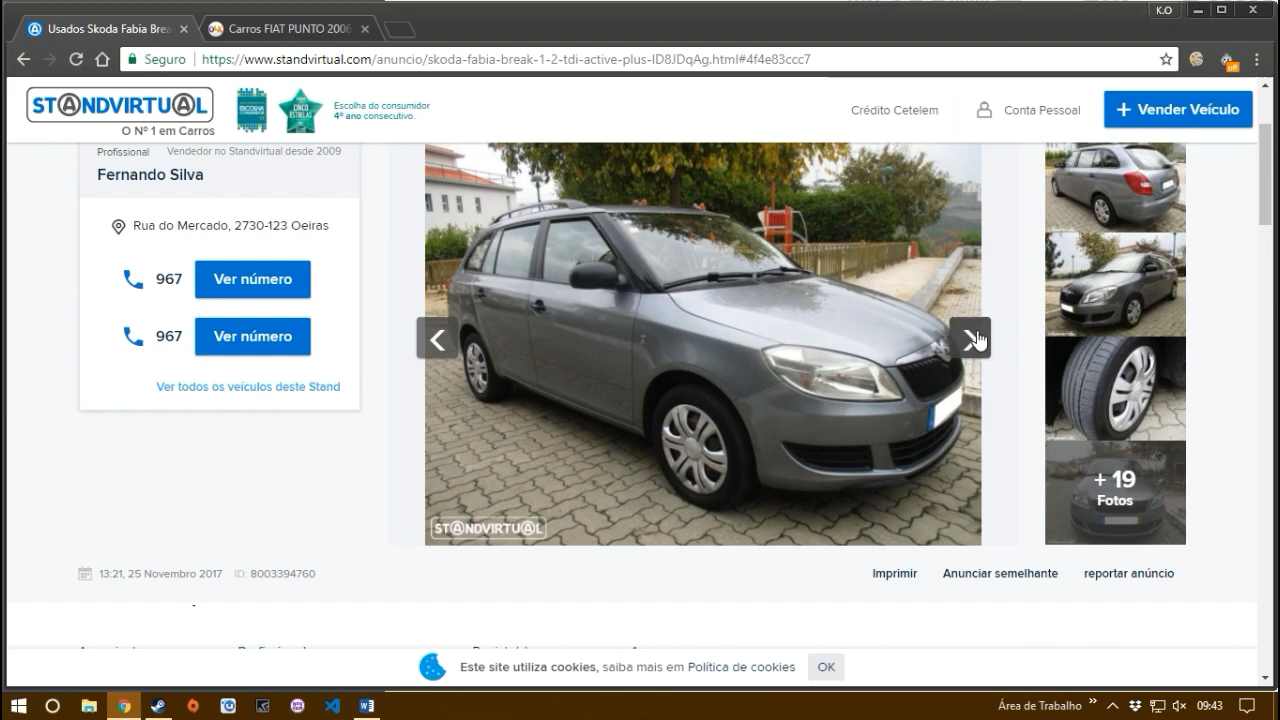 K.O
Usados Skoda Fabia Brea
Carros FIAT PUNTO 2006
Seguro
https://www.standvirtual.com/anuncio/skoda-fabia-break-1-2-tdi-active-plus-ID8JDqAg.html#4f4e83ccc7
off
STANDVIRTUAL
O Nº 1 em Carros
ESCOLHA
CINCO
ESTRELAS
Escolha do consumidor
4º ano consecutivo.
Crédito Cetelem
Conta Pessoal
+ Vender Veículo
Profissional
Vendedor no Standvirtual desde 2009
Fernando Silva
Rua do Mercado, 2730-123 Oeiras
967
Ver número
967
Ver número
Ver todos os veículos deste Stand
STANDVIRTUAL
+ 19
Fotos
13:21, 25 Novembro 2017
ID: 8003394760
Imprimir
Anunciar semelhante
reportar anúncio
Este site utiliza cookies, saiba mais em Política de cookies
OK
Área de Trabalho
09:43